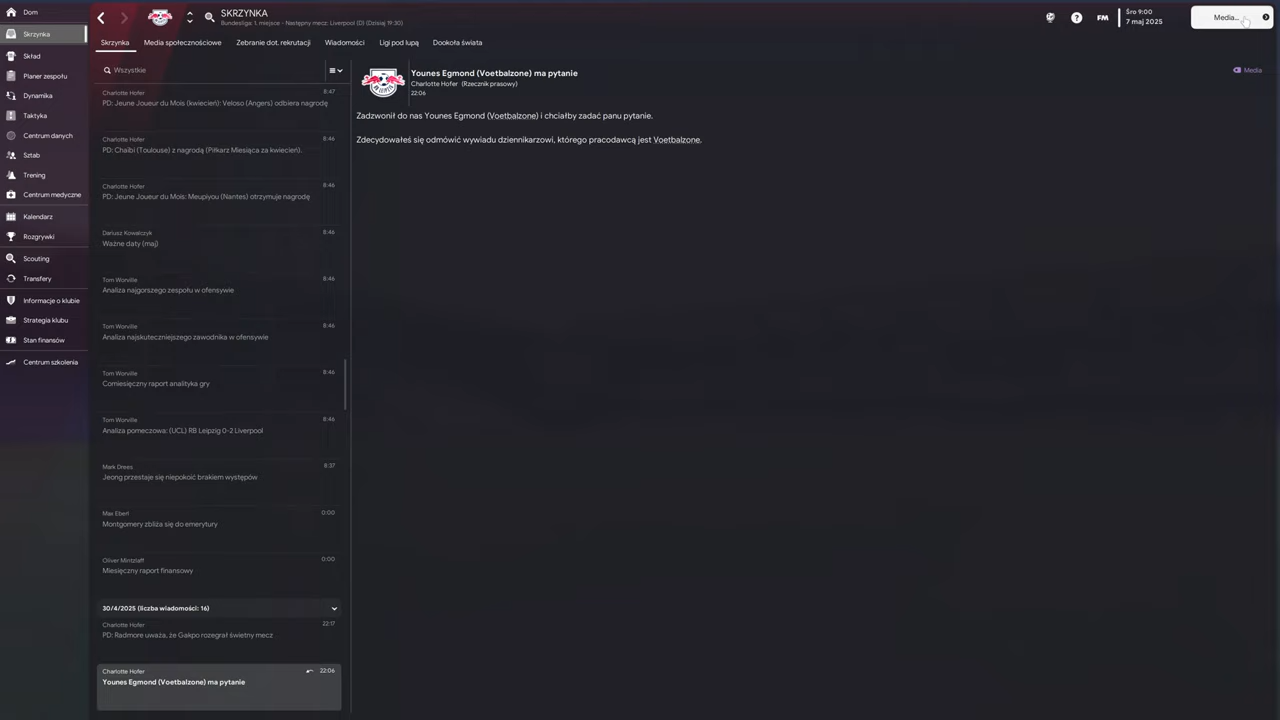 Dom
Skrzynka
Skład
Planer zespołu
Dynamika
Taktyka
Centrum danych
Sztab
Trening
Centrum medyczne
Kalendarz
Rozgrywki
Scouting
Transfery
Informacje o klubie
Strategia klubu
Stan finansów
Centrum szkolenia
SKRZYNKA
Bundesliga: 1. miejsce - Następny mecz: Liverpool (D) (Dzisiaj 19:30)
FM
Śro 9:00
7 maj 2025
Media...
Skrzynka
Media społecznościowe
Zebranie dot. rekrutacji
Wiadomości
Ligi pod lupą
Dookoła świata
Wszystkie
Charlotte Hofer 8:47
PD: Jeune Joueur du Mois (kwiecień): Veloso (Angers) odbiera nagrodę
Charlotte Hofer 8:46
PD: Chaïbi (Toulouse) z nagrodą (Piłkarz Miesiąca za kwiecień).
Charlotte Hofer 8:46
PD: Jeune Joueur du Mois: Meupiyou (Nantes) otrzymuje nagrodę
Dariusz Kowalczyk 8:46
Ważne daty (maj)
Tom Worville 8:46
Analiza najgorszego zespołu w ofensywie
Tom Worville 8:46
Analiza najskuteczniejszego zawodnika w ofensywie
Tom Worville 8:46
Comiesięczny raport analityka gry
Tom Worville 8:46
Analiza pomeczowa: (UCL) RB Leipzig 0-2 Liverpool
Mark Drees 8:37
Jeong przestaje się niepokoić brakiem występów
Max Eberl 0:00
Montgomery zbliża się do emerytury
Oliver Mintzlaff 0:00
Miesięczny raport finansowy
30/4/2025 (liczba wiadomości: 16)
Charlotte Hofer 22:17
PD: Radmore uważa, że Gakpo rozegrał świetny mecz
Charlotte Hofer 22:06
Younes Egmond (Voetbalzone) ma pytanie
Younes Egmond (Voetbalzone) ma pytanie
Charlotte Hofer (Rzecznik prasowy)
22:06
Media
Zadzwonił do nas Younes Egmond (Voetbalzone) i chciałby zadać panu pytanie.
Zdecydowałeś się odmówić wywiadu dziennikarzowi, którego pracodawcą jest Voetbalzone.